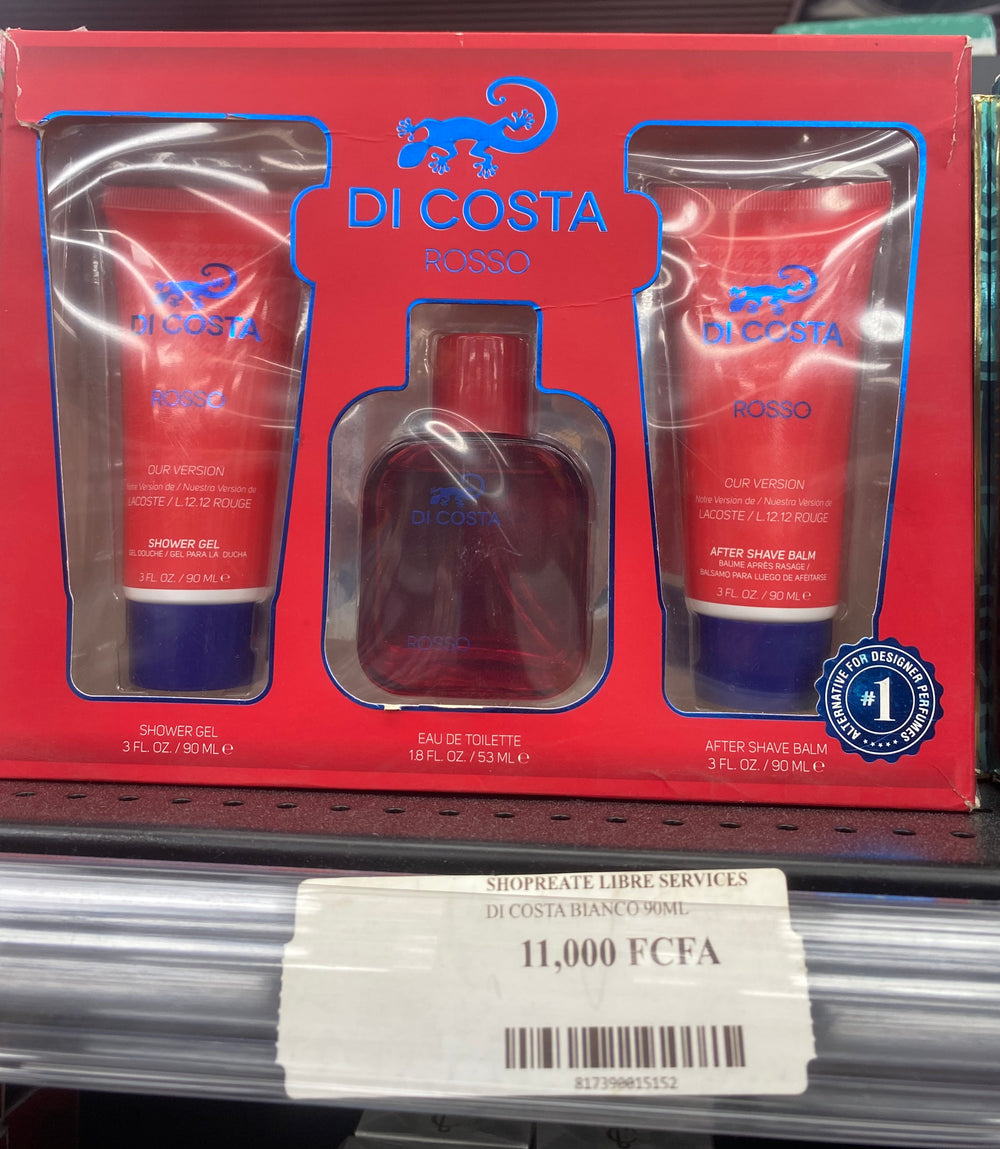 DI COSTA
ROSSO
DI COSTA
ROSSO
OUR VERSION
Notre Version de / Nuestra Versión de
LACOSTE / L.12.12 ROUGE
SHOWER GEL
GEL DOUCHE / GEL PARA LA DUCHA
3 FL. OZ. / 90 ML e
DI COSTA
ROSSO
DI COSTA
ROSSO
OUR VERSION
Notre Version de / Nuestra Versión de
LACOSTE / L.12.12 ROUGE
AFTER SHAVE BALM
BAUME APRÈS RASAGE /
BALSAMO PARA LUEGO DE AFEITARSE
3 FL. OZ. / 90 ML e
ALTERNATIVE FOR DESIGNER PERFUMES
#1
SHOWER GEL
3 FL. OZ. / 90 ML e
EAU DE TOILETTE
1.8 FL. OZ. / 53 ML e
AFTER SHAVE BALM
3 FL. OZ. / 90 ML e
SHOPREATE LIBRE SERVICES
DI COSTA BIANCO 90ML
11,000 FCFA
817390015152